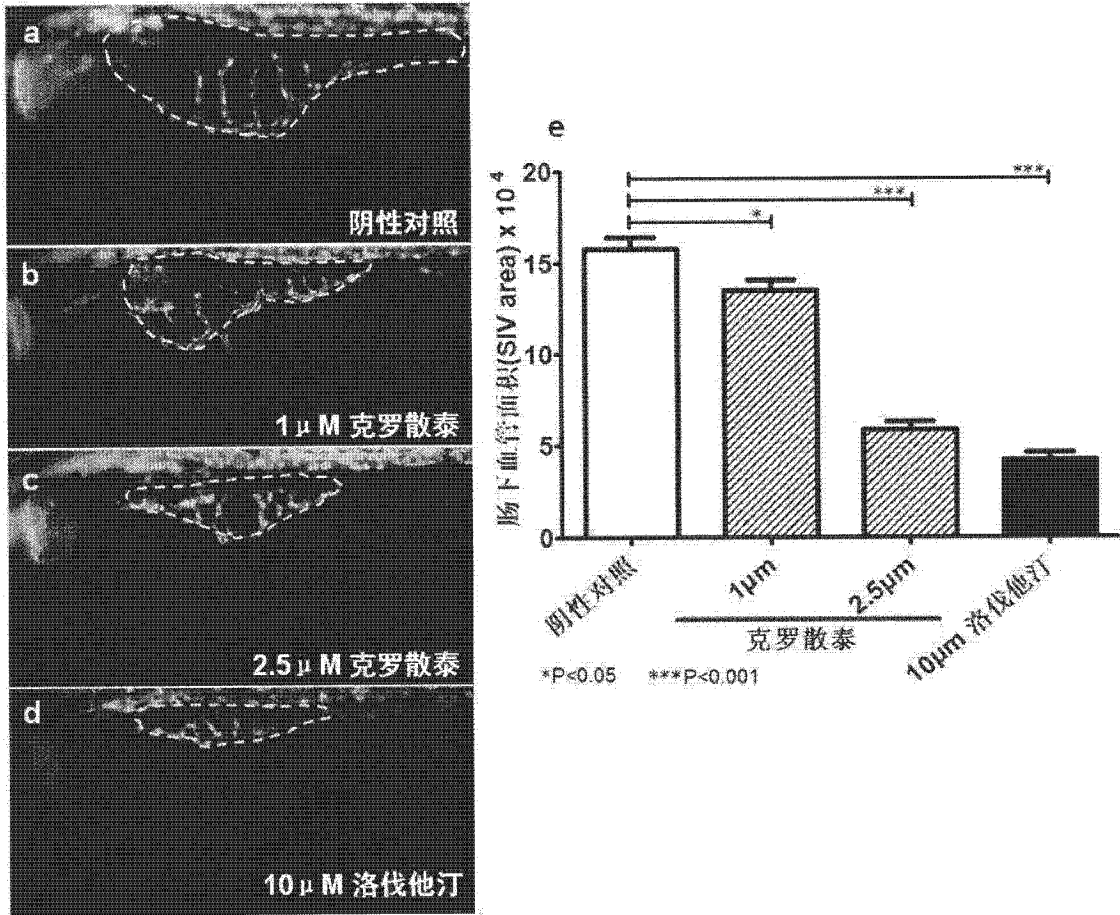 a
阴性对照
b
1μM 克罗散泰
c
2.5μM 克罗散泰
d
10μM 洛伐他汀
e
肠下血管面积(SIV area) x 10⁻⁴
20
15
10
5
0
***
***
*
阴性对照
1μm
2.5μm
克罗散泰
10μm 洛伐他汀
*P<0.05 ***P<0.001